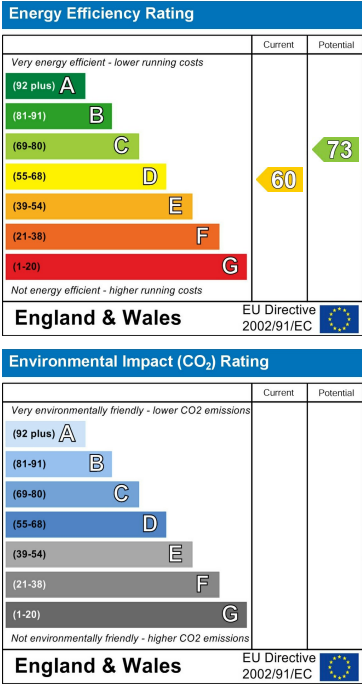 Energy Efficiency Rating
Current Potential
Very energy efficient - lower running costs
(92 plus) A
(81-91) B
(69-80) C
73
(55-68) D
60
(39-54) E
(21-38) F
(1-20) G
Not energy efficient - higher running costs
England & Wales
EU Directive
2002/91/EC
Environmental Impact (CO₂) Rating
Current Potential
Very environmentally friendly - lower CO2 emissions
(92 plus) A
(81-91) B
(69-80) C
(55-68) D
(39-54) E
(21-38) F
(1-20) G
Not environmentally friendly - higher CO2 emissions
England & Wales
EU Directive
2002/91/EC